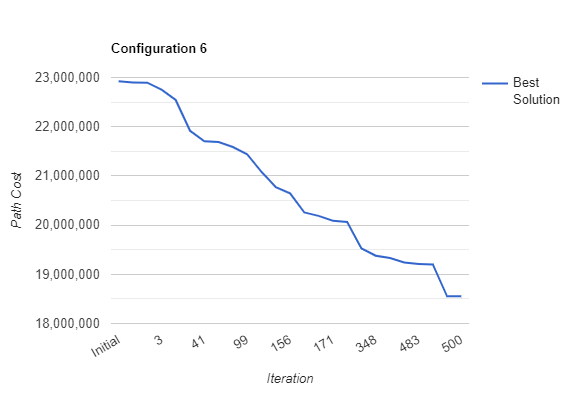 Configuration 6
23,000,000
22,000,000
21,000,000
20,000,000
19,000,000
18,000,000
Path Cost
Initial
3
41
99
156
171
348
483
500
Iteration
Best
Solution